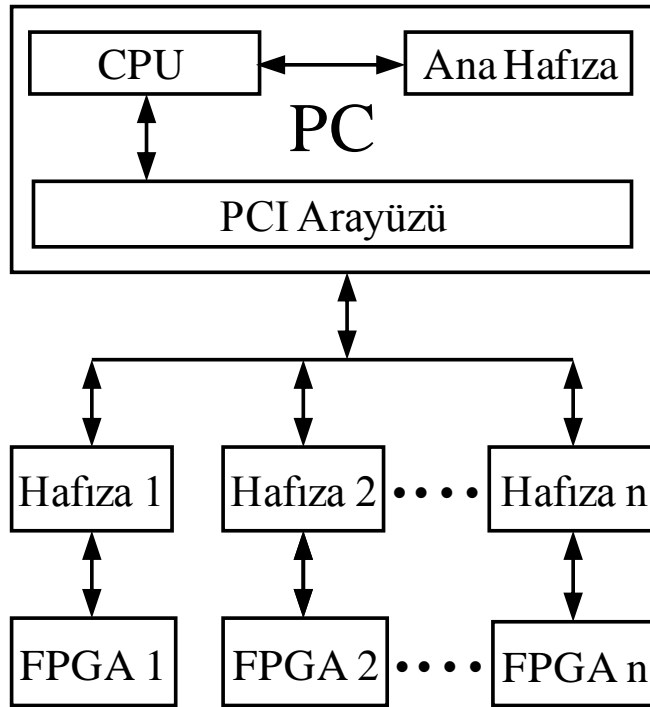 CPU
Ana Hafıza
PC
PCI Arayüzü
Hafıza 1
Hafıza 2
Hafıza n
FPGA 1
FPGA 2
FPGA n